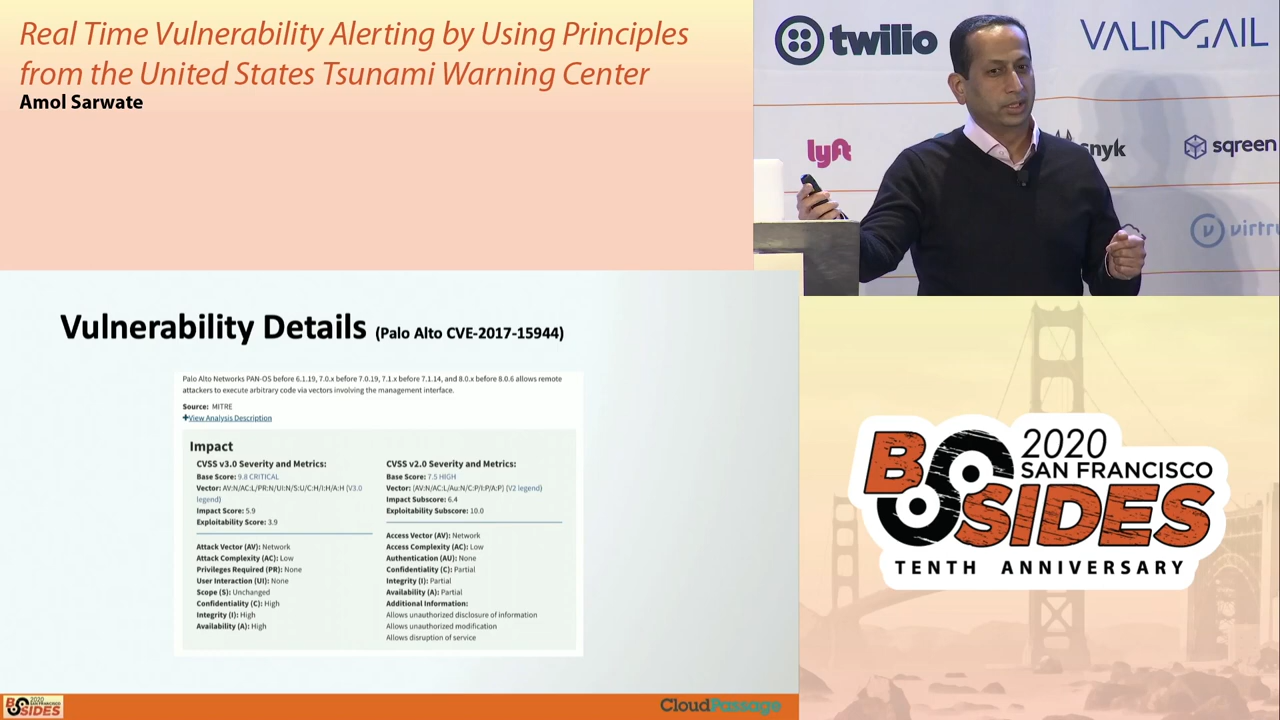 Real Time Vulnerability Alerting by Using Principles
from the United States Tsunami Warning Center
Amol Sarwate
twilio
VALIMAIL
lyft
snyk
sqreen
virtru
Vulnerability Details (Palo Alto CVE-2017-15944)
Palo Alto Networks PAN-OS before 6.1.19, 7.0.x before 7.0.19, 7.1.x before 7.1.14, and 8.0.x before 8.0.6 allows remote
attackers to execute arbitrary code via vectors involving the management interface.
Source: MITRE
+View Analysis Description
Impact
CVSS v3.0 Severity and Metrics:
Base Score: 9.8 CRITICAL
Vector: AV:N/AC:L/PR:N/UI:N/S:U/C:H/I:H/A:H (V3.0
legend)
Impact Score: 5.9
Exploitability Score: 3.9
Attack Vector (AV): Network
Attack Complexity (AC): Low
Privileges Required (PR): None
User Interaction (UI): None
Scope (S): Unchanged
Confidentiality (C): High
Integrity (I): High
Availability (A): High
CVSS v2.0 Severity and Metrics:
Base Score: 7.5 HIGH
Vector: (AV:N/AC:L/Au:N/C:P/I:P/A:P) (V2 legend)
Impact Subscore: 6.4
Exploitability Subscore: 10.0
Access Vector (AV): Network
Access Complexity (AC): Low
Authentication (AU): None
Confidentiality (C): Partial
Integrity (I): Partial
Availability (A): Partial
Additional Information:
Allows unauthorized disclosure of information
Allows unauthorized modification
Allows disruption of service
2020
SAN FRANCISCO
BSIDES
TENTH ANNIVERSARY
2020
SAN FRANCISCO
BSIDES
CloudPassage